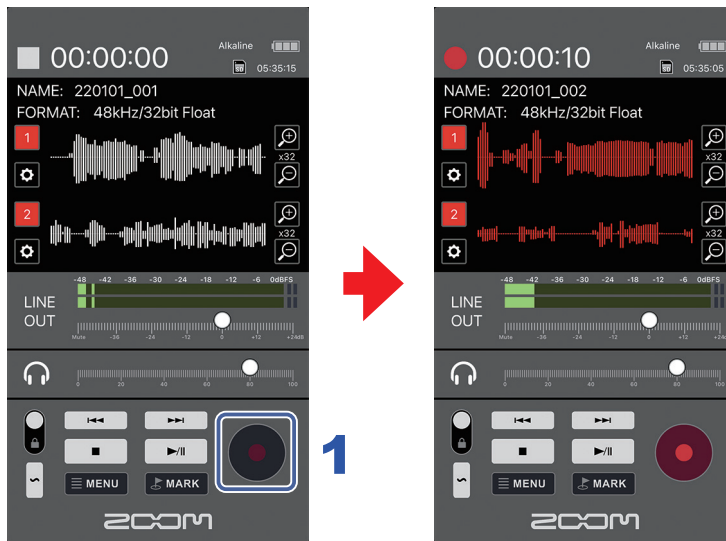 00:00:00
Alkaline
SD
05:35:15
NAME: 220101_001
FORMAT: 48kHz/32bit Float
1
x32
2
x32
-48 -42 -36 -30 -24 -18 -12 -6 0dBFS
LINE
OUT
Mute -36 -24 -12 0 +12 +24dB
0 20 40 60 80 100
MENU
MARK
ZOOM
1
00:00:10
Alkaline
SD
05:35:05
NAME: 220101_002
FORMAT: 48kHz/32bit Float
1
x32
2
x32
-48 -42 -36 -30 -24 -18 -12 -6 0dBFS
LINE
OUT
Mute -36 -24 -12 0 +12 +24d
0 20 40 60 80 100
MENU
MARK
ZOOM